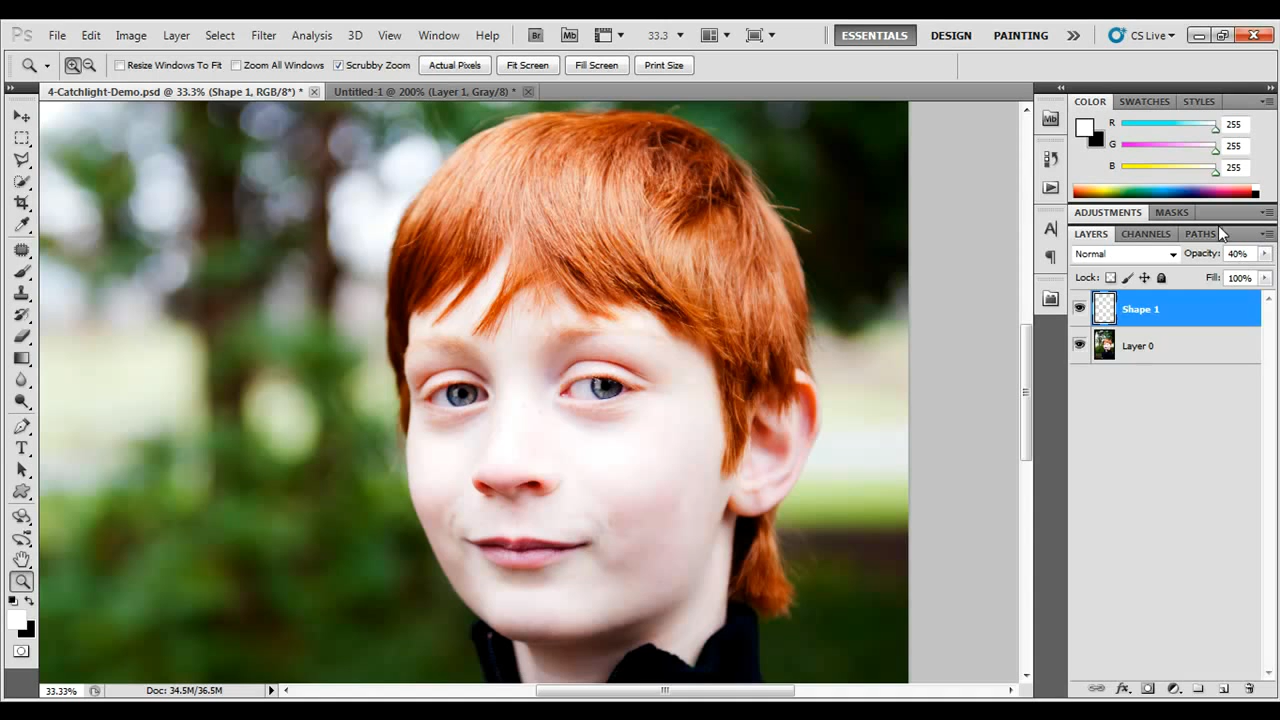 Ps File Edit Image Layer Select Filter Analysis 3D View Window Help Br Mb 33.3 ESSENTIALS DESIGN PAINTING CS Live
Resize Windows To Fit Zoom All Windows Scrubby Zoom Actual Pixels Fit Screen Fill Screen Print Size
4-Catchlight-Demo.psd @ 33.3% (Shape 1, RGB/8*) * Untitled-1 @ 200% (Layer 1, Gray/8) *
COLOR SWATCHES STYLES
Mb
R 255
G 146
B 255
ADJUSTMENTS MASKS
LAYERS CHANNELS PATHS
Normal Opacity: 40%
Lock: Fill: 100%
Shape 1
Layer 0
33.33% Doc: 34.5M/36.5M